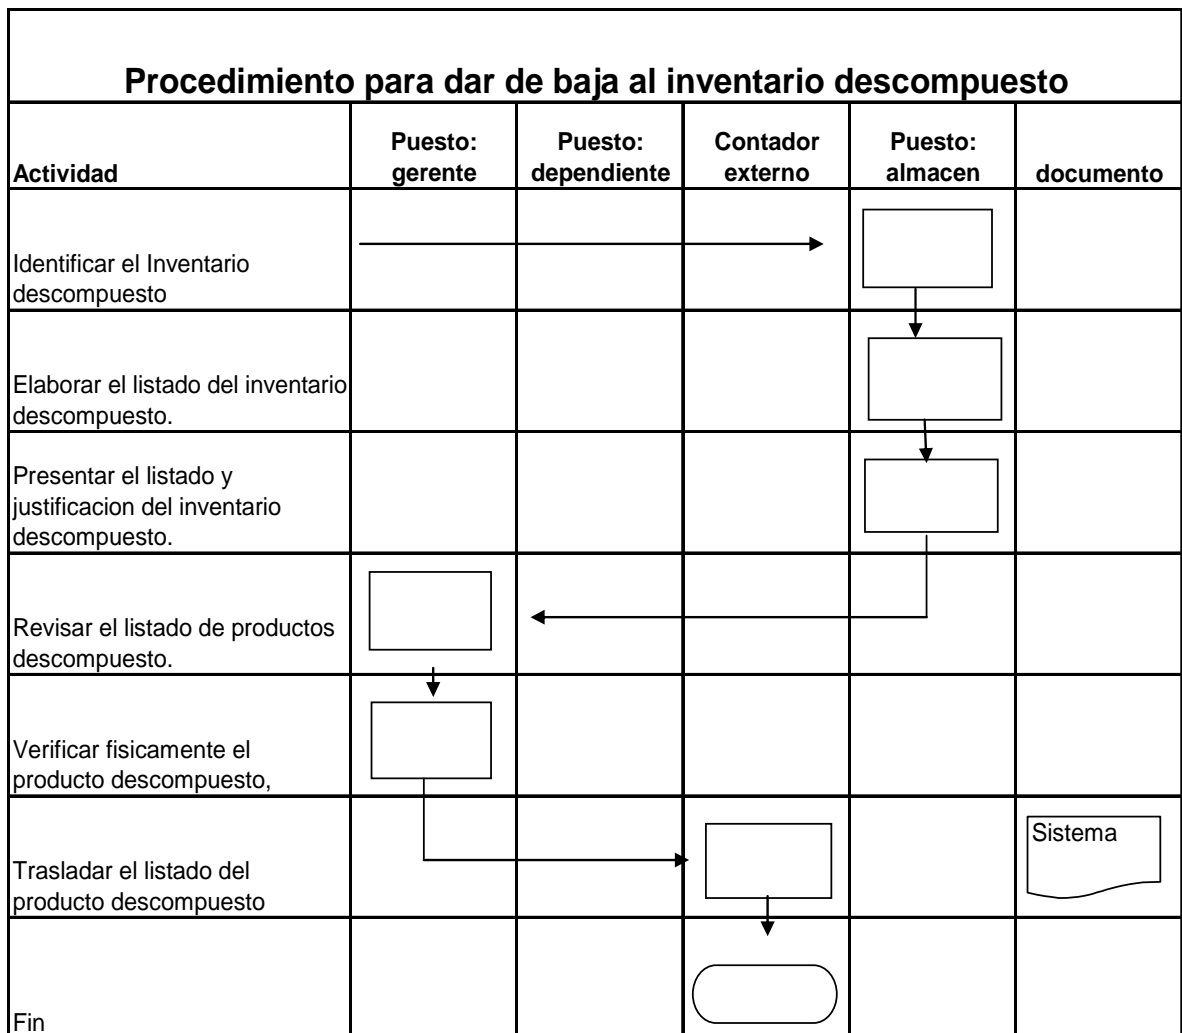 Procedimiento para dar de baja al inventario descompuesto
Actividad
Puesto:
gerente
Puesto:
dependiente
Contador
externo
Puesto:
almacen
documento
Identificar el Inventario
descompuesto
Elaborar el listado del inventario
descompuesto.
Presentar el listado y
justificacion del inventario
descompuesto.
Revisar el listado de productos
descompuesto.
Verificar fisicamente el
producto descompuesto,
Trasladar el listado del
producto descompuesto
Sistema
Fin